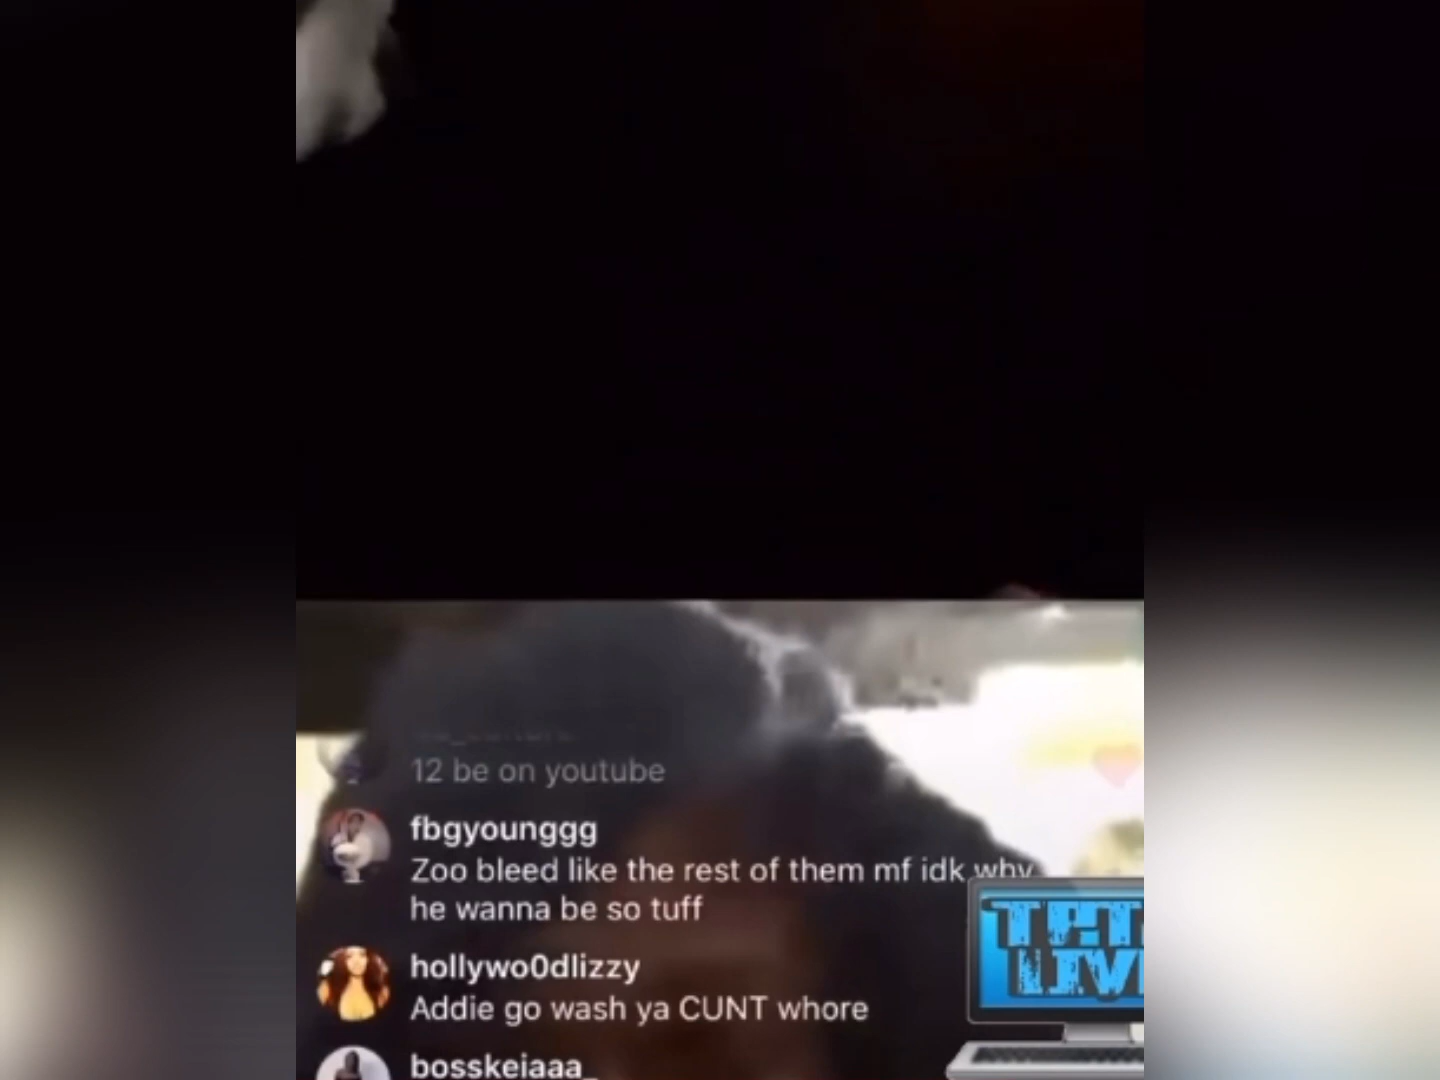 12 be on youtube
fbgyounggg
Zoo bleed like the rest of them mf idk why
he wanna be so tuff
hollywo0dlizzy
Addie go wash ya CUNT whore
bosskeiaaa_